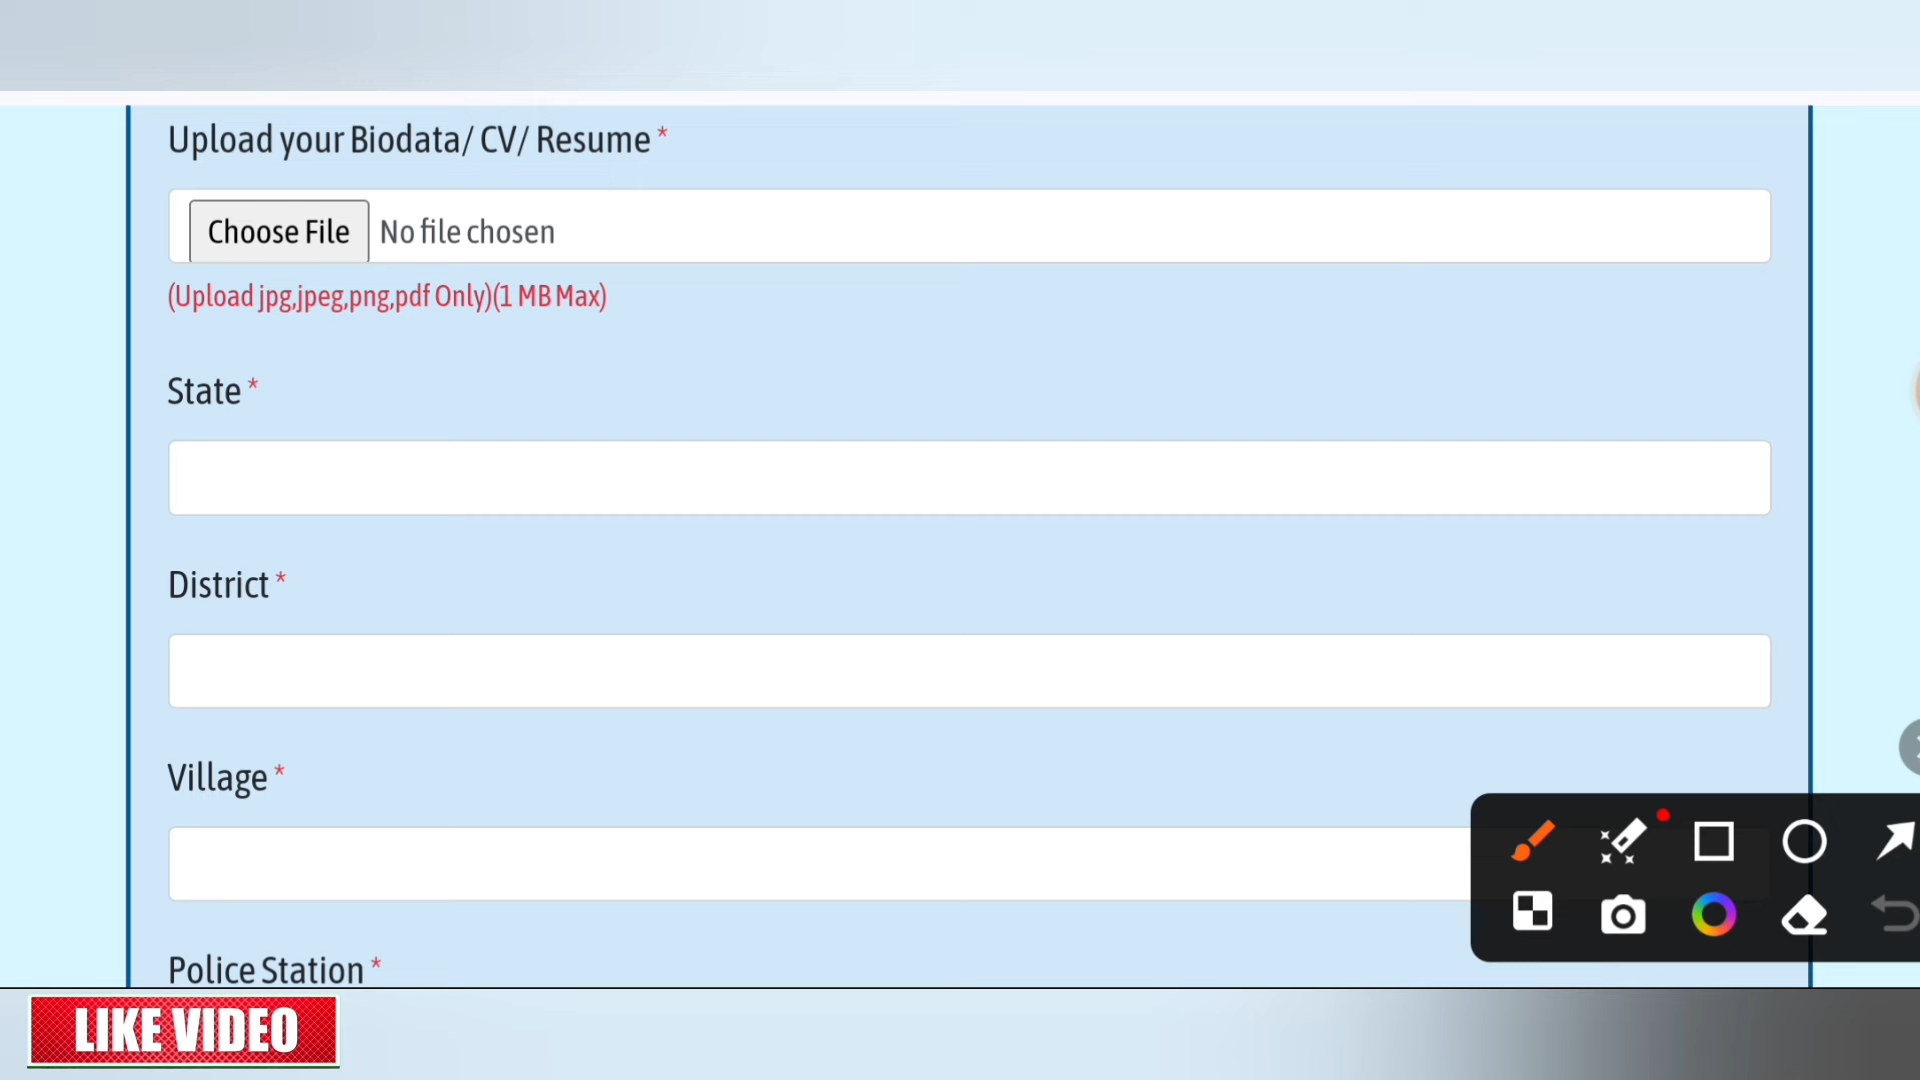 Upload your Biodata/ CV/ Resume *
Choose File No file chosen
(Upload jpg,jpeg,png,pdf Only)(1 MB Max)
State *
District *
Village *
Police Station *
LIKE VIDEO